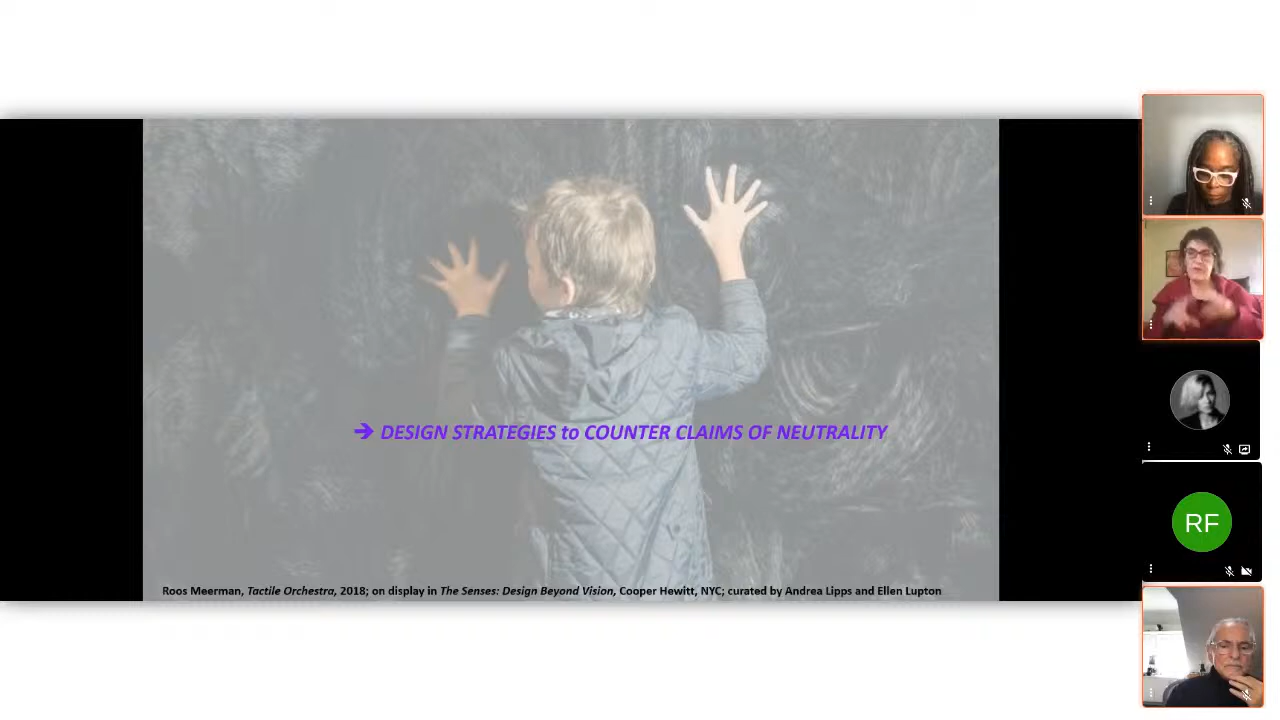 ➔ DESIGN STRATEGIES to COUNTER CLAIMS OF NEUTRALITY
Roos Meerman, Tactile Orchestra, 2018; on display in The Senses: Design Beyond Vision, Cooper Hewitt, NYC; curated by Andrea Lipps and Ellen Lupton
RF